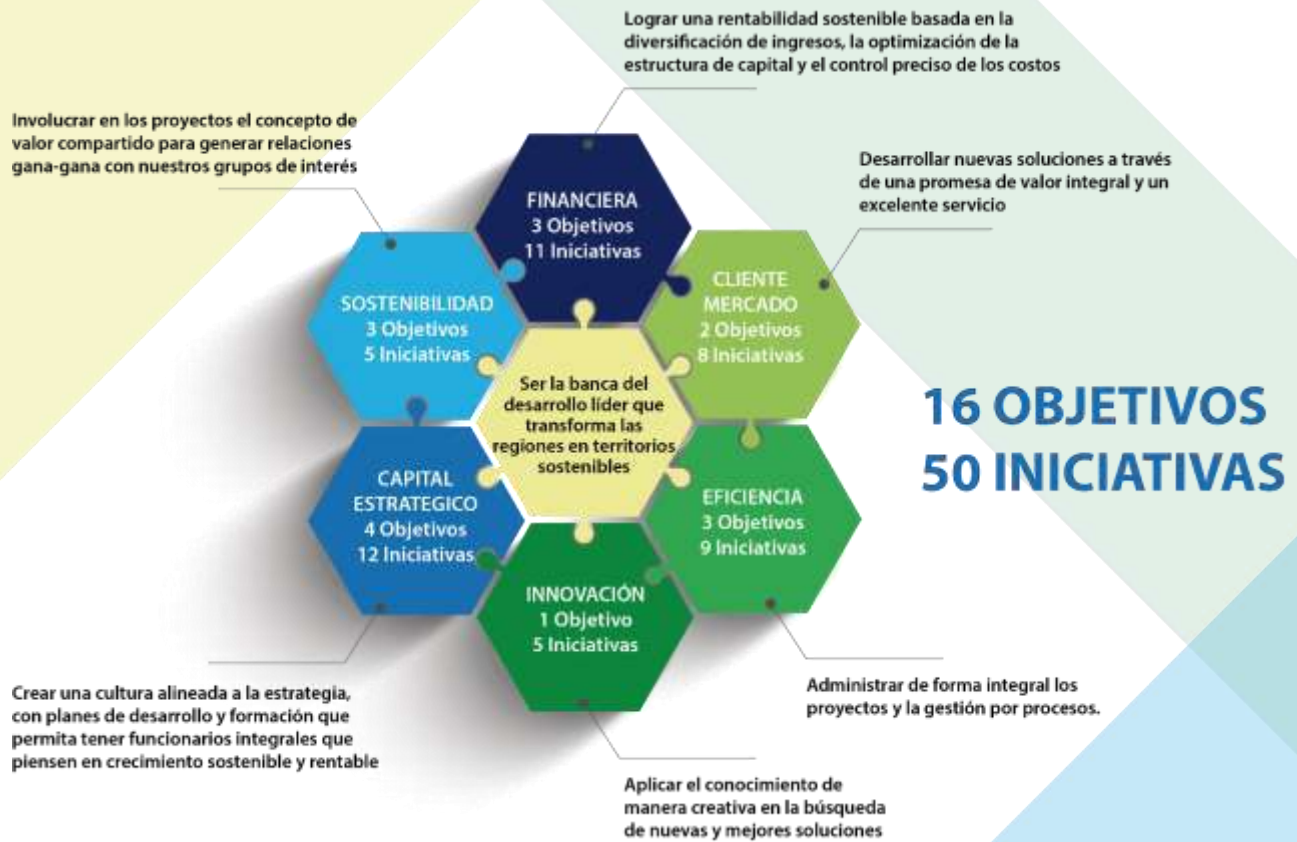 Lograr una rentabilidad sostenible basada en la
diversificación de ingresos, la optimización de la
estructura de capital y el control preciso de los costos
Involucrar en los proyectos el concepto de
valor compartido para generar relaciones
gana-gana con nuestros grupos de interés
Desarrollar nuevas soluciones a través
de una promesa de valor integral y un
excelente servicio
FINANCIERA
3 Objetivos
11 Iniciativas
SOSTENIBILIDAD
3 Objetivos
5 Iniciativas
CLIENTE
MERCADO
2 Objetivos
8 Iniciativas
Ser la banca del
desarrollo líder que
transforma las
regiones en territorios
sostenibles
16 OBJETIVOS
50 INICIATIVAS
CAPITAL
ESTRATEGICO
4 Objetivos
12 Iniciativas
EFICIENCIA
3 Objetivos
9 Iniciativas
INNOVACIÓN
1 Objetivo
5 Iniciativas
Crear una cultura alineada a la estrategia,
con planes de desarrollo y formación que
permita tener funcionarios integrales que
piensen en crecimiento sostenible y rentable
Administrar de forma integral los
proyectos y la gestión por procesos.
Aplicar el conocimiento de
manera creativa en la búsqueda
de nuevas y mejores soluciones